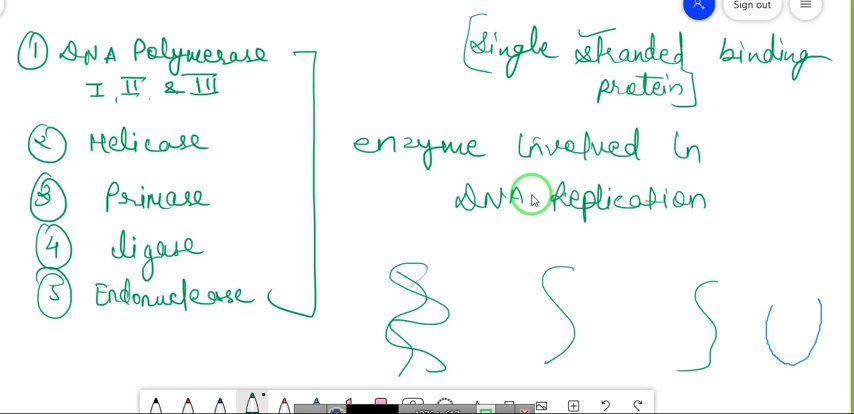 Sign out
① DNA Polymerase
I, II & III
② Helicase
③ Primase
④ ligase
⑤ Endonuclease
[Single stranded binding
protein]
enzyme involved in
DNA Replication